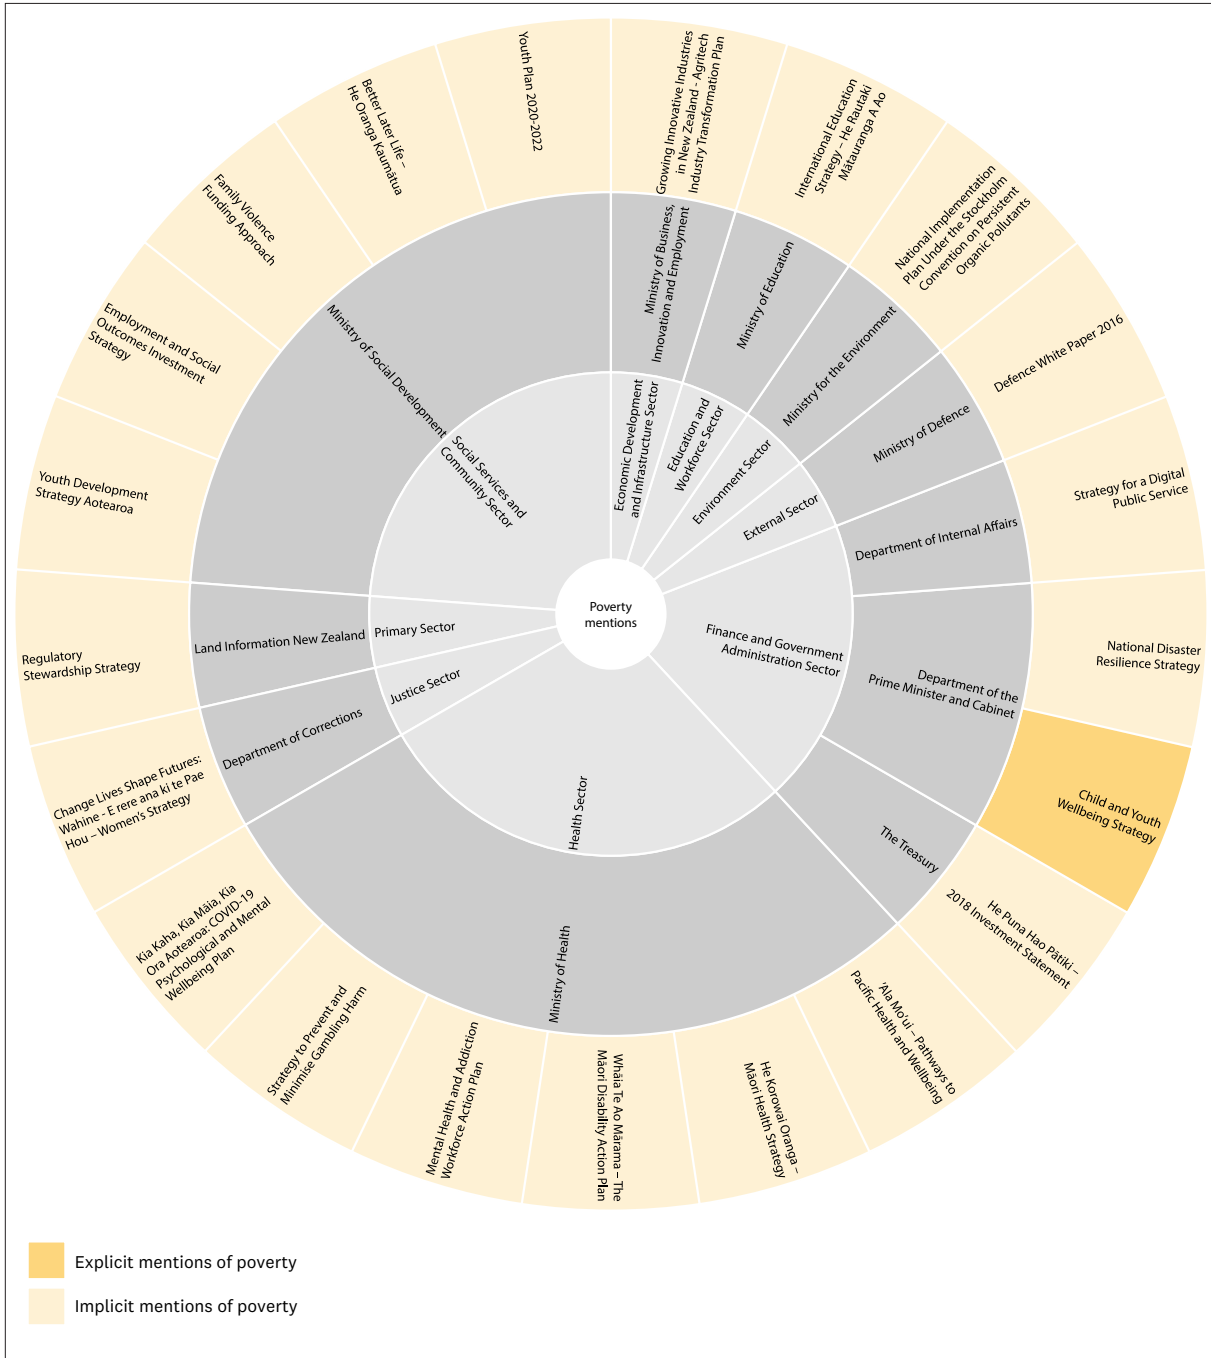 Poverty
mentions
Economic Development
and Infrastructure Sector
Education and
Workforce Sector
Environment Sector
External Sector
Finance and Government
Administration Sector
Health Sector
Justice Sector
Primary Sector
Social Services and
Community Sector
Ministry of Business,
Innovation and Employment
Ministry of Education
Ministry for the Environment
Ministry of Defence
Department of Internal Affairs
Department of the
Prime Minister and Cabinet
The Treasury
Ministry of Health
Department of Corrections
Land Information New Zealand
Ministry of Social Development
Growing Innovative Industries
in New Zealand - Agritech
Industry Transformation Plan
International Education
Strategy – He Rautaki
Mātauranga A Ao
National Implementation
Plan Under the Stockholm
Convention on Persistent
Organic Pollutants
Defence White Paper 2016
Strategy for a Digital
Public Service
National Disaster
Resilience Strategy
Child and Youth
Wellbeing Strategy
He Puna Hao Pātiki –
2018 Investment Statement
'Ala Mo'ui – Pathways to
Pacific Health and Wellbeing
He Korowai Oranga –
Māori Health Strategy
Whāia Te Ao Mārama – The
Māori Disability Action Plan
Mental Health and Addiction
Workforce Action Plan
Strategy to Prevent and
Minimise Gambling Harm
Kia Kaha, Kia Māia, Kia
Ora Aotearoa: COVID-19
Psychological and Mental
Wellbeing Plan
Change Lives Shape Futures:
Wahine - E rere ana ki te Pae
Hou – Women's Strategy
Regulatory
Stewardship Strategy
Youth Development
Strategy Aotearoa
Employment and Social
Outcomes Investment
Strategy
Family Violence
Funding Approach
Better Later Life –
He Oranga Kaumātua
Youth Plan 2020-2022
Explicit mentions of poverty
Implicit mentions of poverty